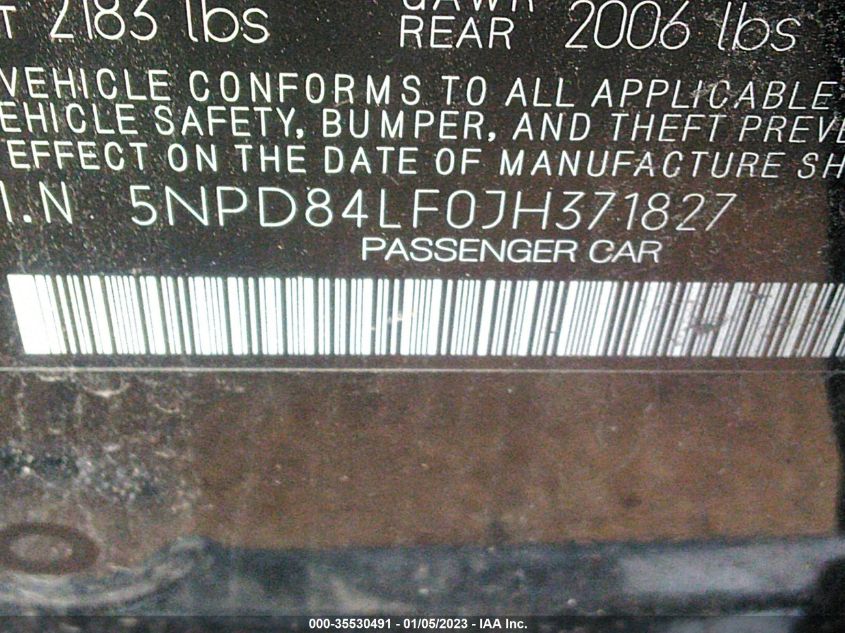 T 2183 lbs
GAWR
REAR 2006 lbs
VEHICLE CONFORMS TO ALL APPLICABLE
EHICLE SAFETY, BUMPER, AND THEFT PREVE
EFFECT ON THE DATE OF MANUFACTURE SH
I.N 5NPD84LF0JH371827
PASSENGER CAR
000-35530491 - 01/05/2023 - IAA Inc.